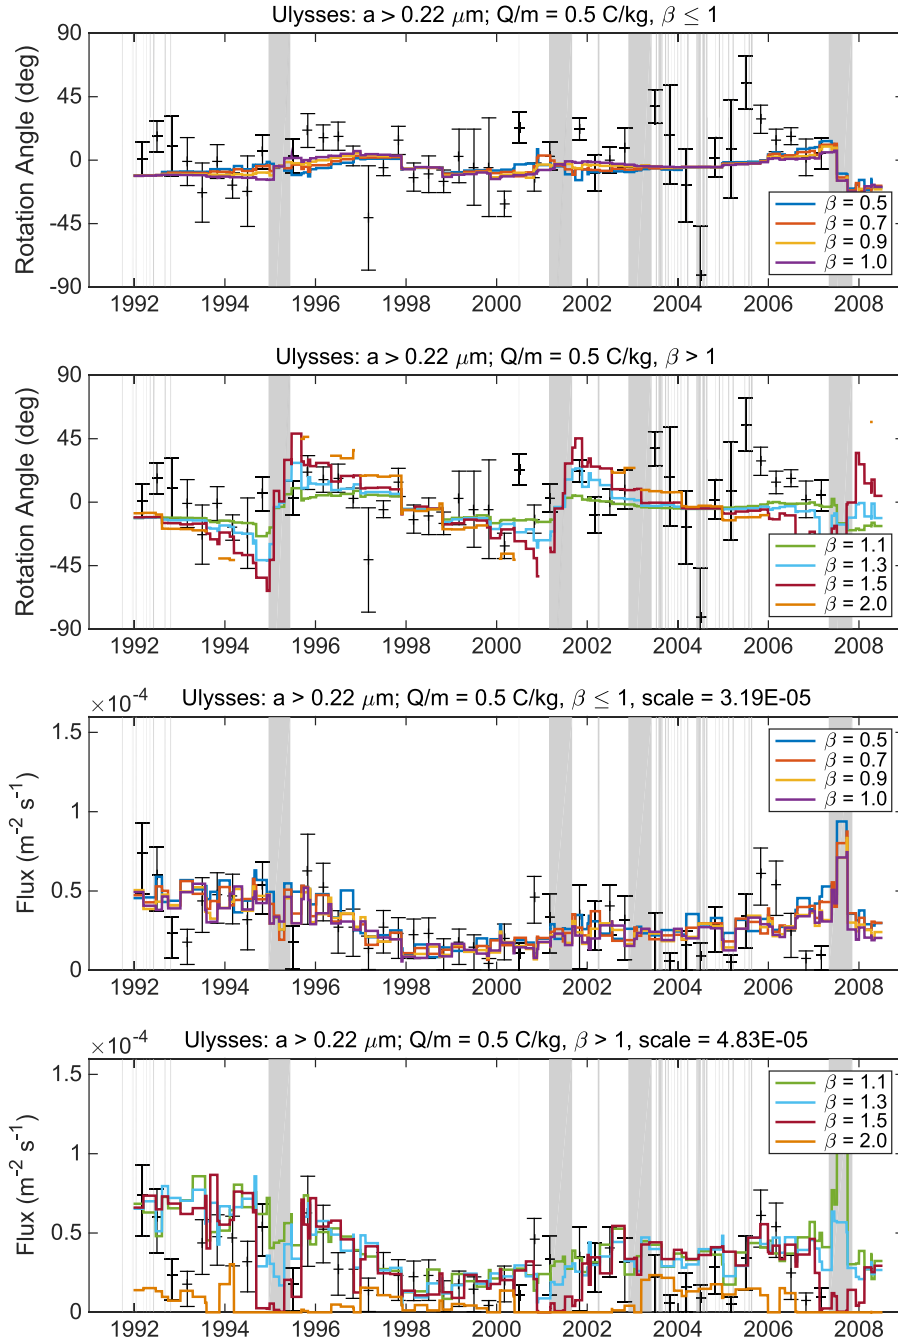 Ulysses: a > 0.22 μm; Q/m = 0.5 C/kg, β ≤ 1
Rotation Angle (deg)
90
45
0
-45
-90
β = 0.5
β = 0.7
β = 0.9
β = 1.0
1992 1994 1996 1998 2000 2002 2004 2006 2008
Ulysses: a > 0.22 μm; Q/m = 0.5 C/kg, β > 1
Rotation Angle (deg)
90
45
0
-45
-90
β = 1.1
β = 1.3
β = 1.5
β = 2.0
1992 1994 1996 1998 2000 2002 2004 2006 2008
×10⁻⁴
Ulysses: a > 0.22 μm; Q/m = 0.5 C/kg, β ≤ 1, scale = 3.19E-05
Flux (m⁻² s⁻¹)
1.5
1
0.5
0
β = 0.5
β = 0.7
β = 0.9
β = 1.0
1992 1994 1996 1998 2000 2002 2004 2006 2008
×10⁻⁴
Ulysses: a > 0.22 μm; Q/m = 0.5 C/kg, β > 1, scale = 4.83E-05
Flux (m⁻² s⁻¹)
1.5
1
0.5
0
β = 1.1
β = 1.3
β = 1.5
β = 2.0
1992 1994 1996 1998 2000 2002 2004 2006 2008